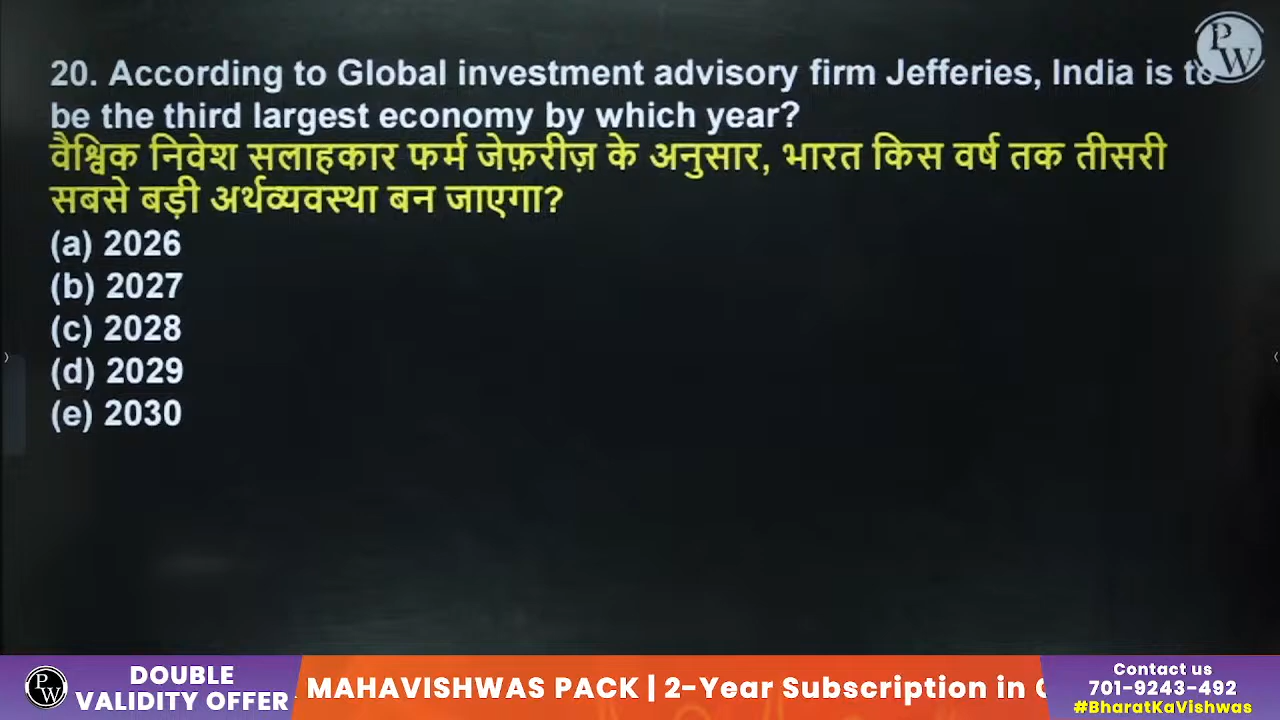 20. According to Global investment advisory firm Jefferies, India is to
be the third largest economy by which year?
वैश्विक निवेश सलाहकार फर्म जेफ़रीज़ के अनुसार, भारत किस वर्ष तक तीसरी
सबसे बड़ी अर्थव्यवस्था बन जाएगा?
(a) 2026
(b) 2027
(c) 2028
(d) 2029
(e) 2030
PW
PW
DOUBLE
VALIDITY OFFER
MAHAVISHWAS PACK | 2-Year Subscription in
Contact us
701-9243-492
#BharatKaVishwas